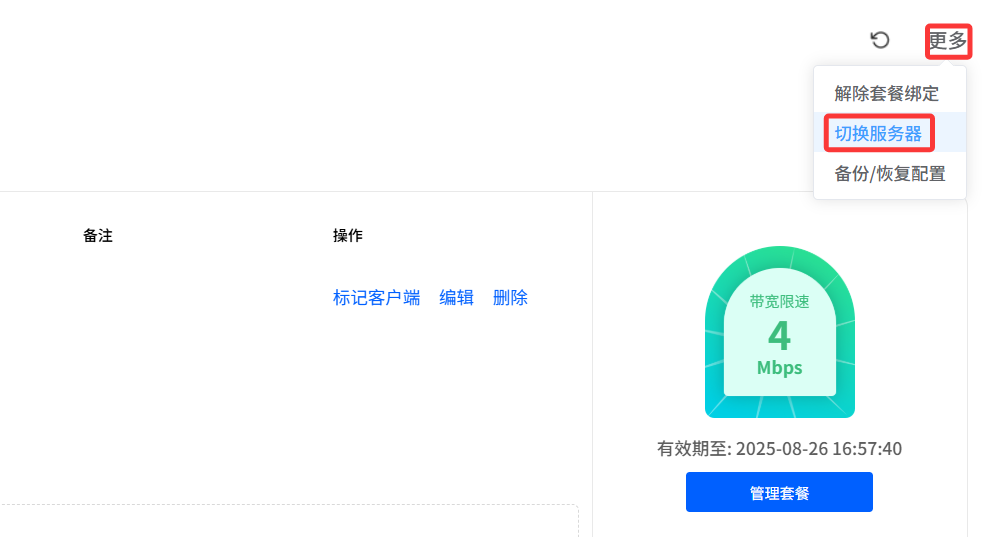 更多
解除套餐绑定
切换服务器
备份/恢复配置
备注
操作
标记客户端 编辑 删除
带宽限速
4
Mbps
有效期至: 2025-08-26 16:57:40
管理套餐